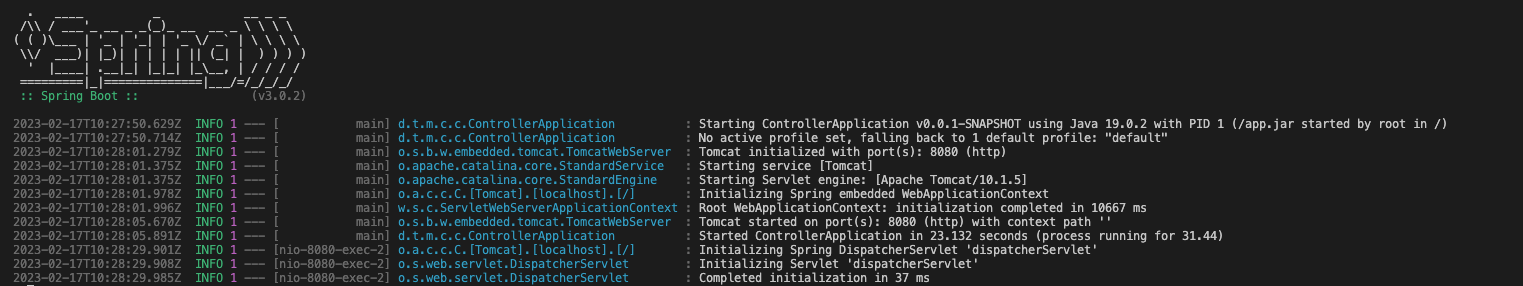 .   ____          _            __ _ _
 /\\ / ___'_ __ _ _(_)_ __  __ _ \ \ \ \
( ( )\___ | '_ | '_| | '_ \/ _` | \ \ \ \
 \\/  ___)| |_)| | | | | || (_| |  ) ) ) )
  '  |____| .__|_| |_|_| |_\__, | / / / /
 =========|_|==============|___/=/_/_/_/
 :: Spring Boot ::                (v3.0.2)
2023-02-17T10:27:50.629Z  INFO 1 --- [           main] d.t.m.c.c.ControllerApplication          : Starting ControllerApplication v0.0.1-SNAPSHOT using Java 19.0.2 with PID 1 (/app.jar started by root in /)
2023-02-17T10:27:50.714Z  INFO 1 --- [           main] d.t.m.c.c.ControllerApplication          : No active profile set, falling back to 1 default profile: "default"
2023-02-17T10:28:01.279Z  INFO 1 --- [           main] o.s.b.w.embedded.tomcat.TomcatWebServer  : Tomcat initialized with port(s): 8080 (http)
2023-02-17T10:28:01.375Z  INFO 1 --- [           main] o.apache.catalina.core.StandardService   : Starting service [Tomcat]
2023-02-17T10:28:01.375Z  INFO 1 --- [           main] o.apache.catalina.core.StandardEngine    : Starting Servlet engine: [Apache Tomcat/10.1.5]
2023-02-17T10:28:01.978Z  INFO 1 --- [           main] o.a.c.c.C.[Tomcat].[localhost].[/]       : Initializing Spring embedded WebApplicationContext
2023-02-17T10:28:01.996Z  INFO 1 --- [           main] w.s.c.ServletWebServerApplicationContext : Root WebApplicationContext: initialization completed in 10667 ms
2023-02-17T10:28:05.670Z  INFO 1 --- [           main] o.s.b.w.embedded.tomcat.TomcatWebServer  : Tomcat started on port(s): 8080 (http) with context path ''
2023-02-17T10:28:05.891Z  INFO 1 --- [           main] d.t.m.c.c.ControllerApplication          : Started ControllerApplication in 23.132 seconds (process running for 31.44)
2023-02-17T10:28:29.901Z  INFO 1 --- [nio-8080-exec-2] o.a.c.c.C.[Tomcat].[localhost].[/]       : Initializing Spring DispatcherServlet 'dispatcherServlet'
2023-02-17T10:28:29.908Z  INFO 1 --- [nio-8080-exec-2] o.s.web.servlet.DispatcherServlet        : Initializing Servlet 'dispatcherServlet'
2023-02-17T10:28:29.985Z  INFO 1 --- [nio-8080-exec-2] o.s.web.servlet.DispatcherServlet        : Completed initialization in 37 ms